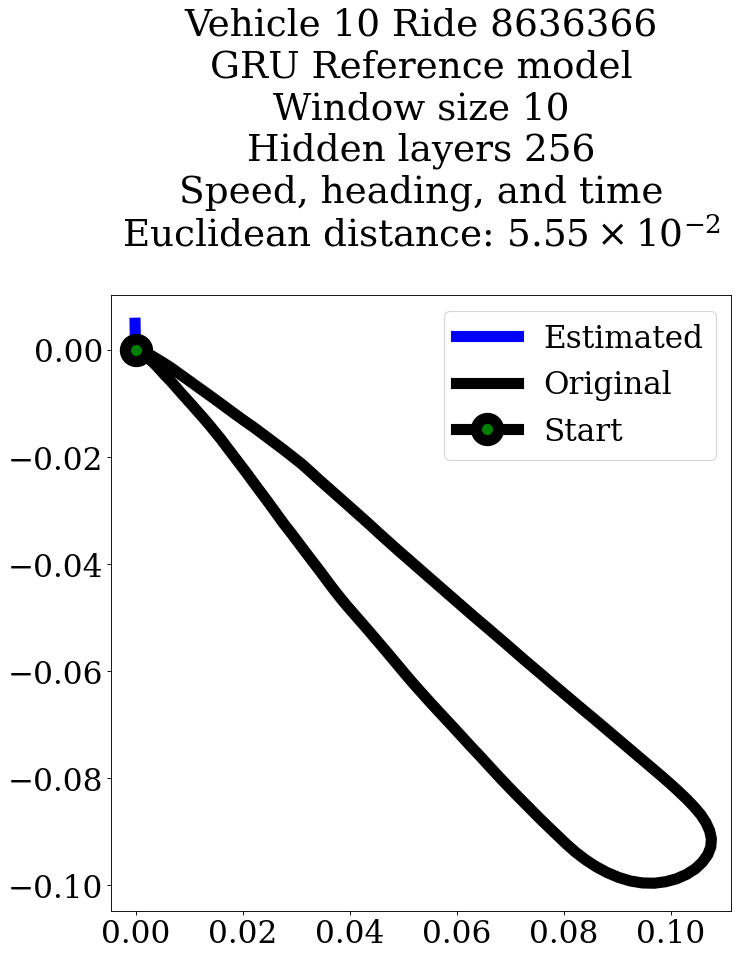 Vehicle 10 Ride 8636366
GRU Reference model
Window size 10
Hidden layers 256
Speed, heading, and time
Euclidean distance: 5.55 × 10⁻²
Estimated
Original
Start
0.00
−0.02
−0.04
−0.06
−0.08
−0.10
0.00 0.02 0.04 0.06 0.08 0.10